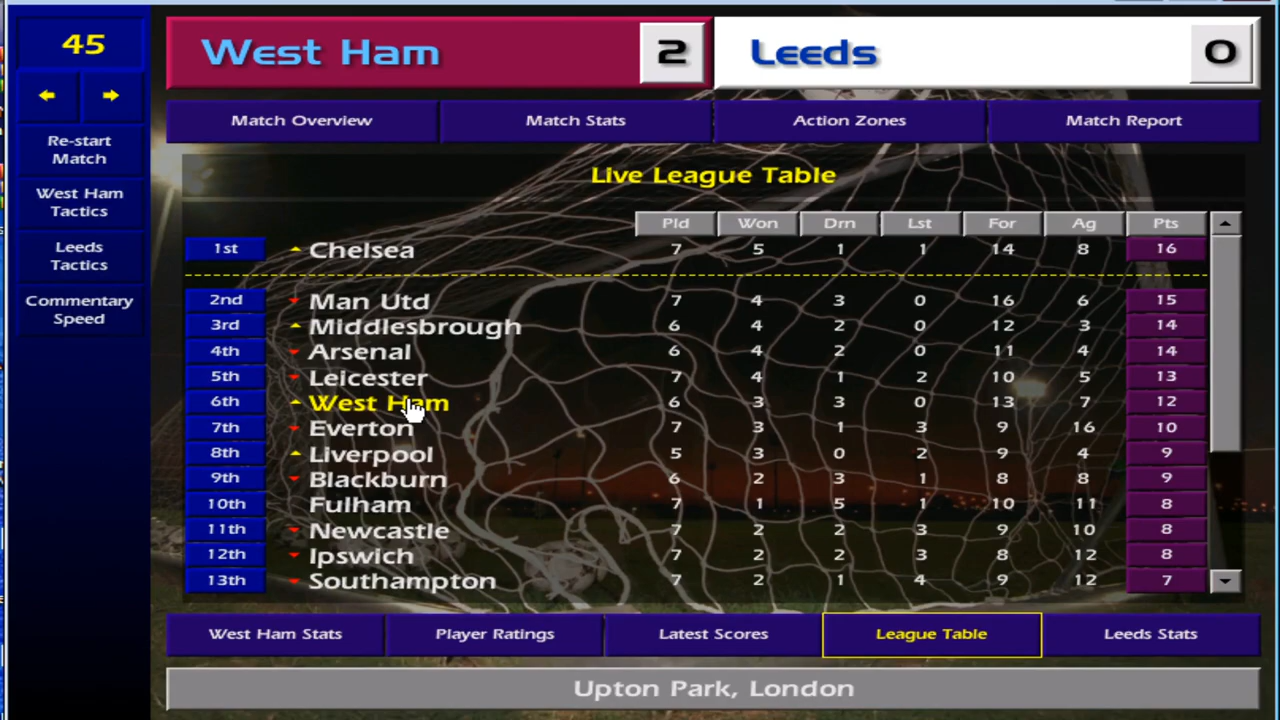 45
West Ham 2 Leeds 0
Match Overview Match Stats Action Zones Match Report
Re-start
Match
West Ham
Tactics
Leeds
Tactics
Commentary
Speed
Live League Table
Pld Won Drn Lst For Ag Pts
1st Chelsea 7 5 1 1 14 8 16
2nd Man Utd 7 4 3 0 16 6 15
3rd Middlesbrough 6 4 2 0 12 3 14
4th Arsenal 6 4 2 0 11 4 14
5th Leicester 7 4 1 2 10 5 13
6th West Ham 6 3 3 0 13 7 12
7th Everton 7 3 1 3 9 16 10
8th Liverpool 5 3 0 2 9 4 9
9th Blackburn 6 2 3 1 8 8 9
10th Fulham 7 1 5 1 10 11 8
11th Newcastle 7 2 2 3 9 10 8
12th Ipswich 7 2 2 3 8 12 8
13th Southampton 7 2 1 4 9 12 7
West Ham Stats Player Ratings Latest Scores League Table Leeds Stats
Upton Park, London